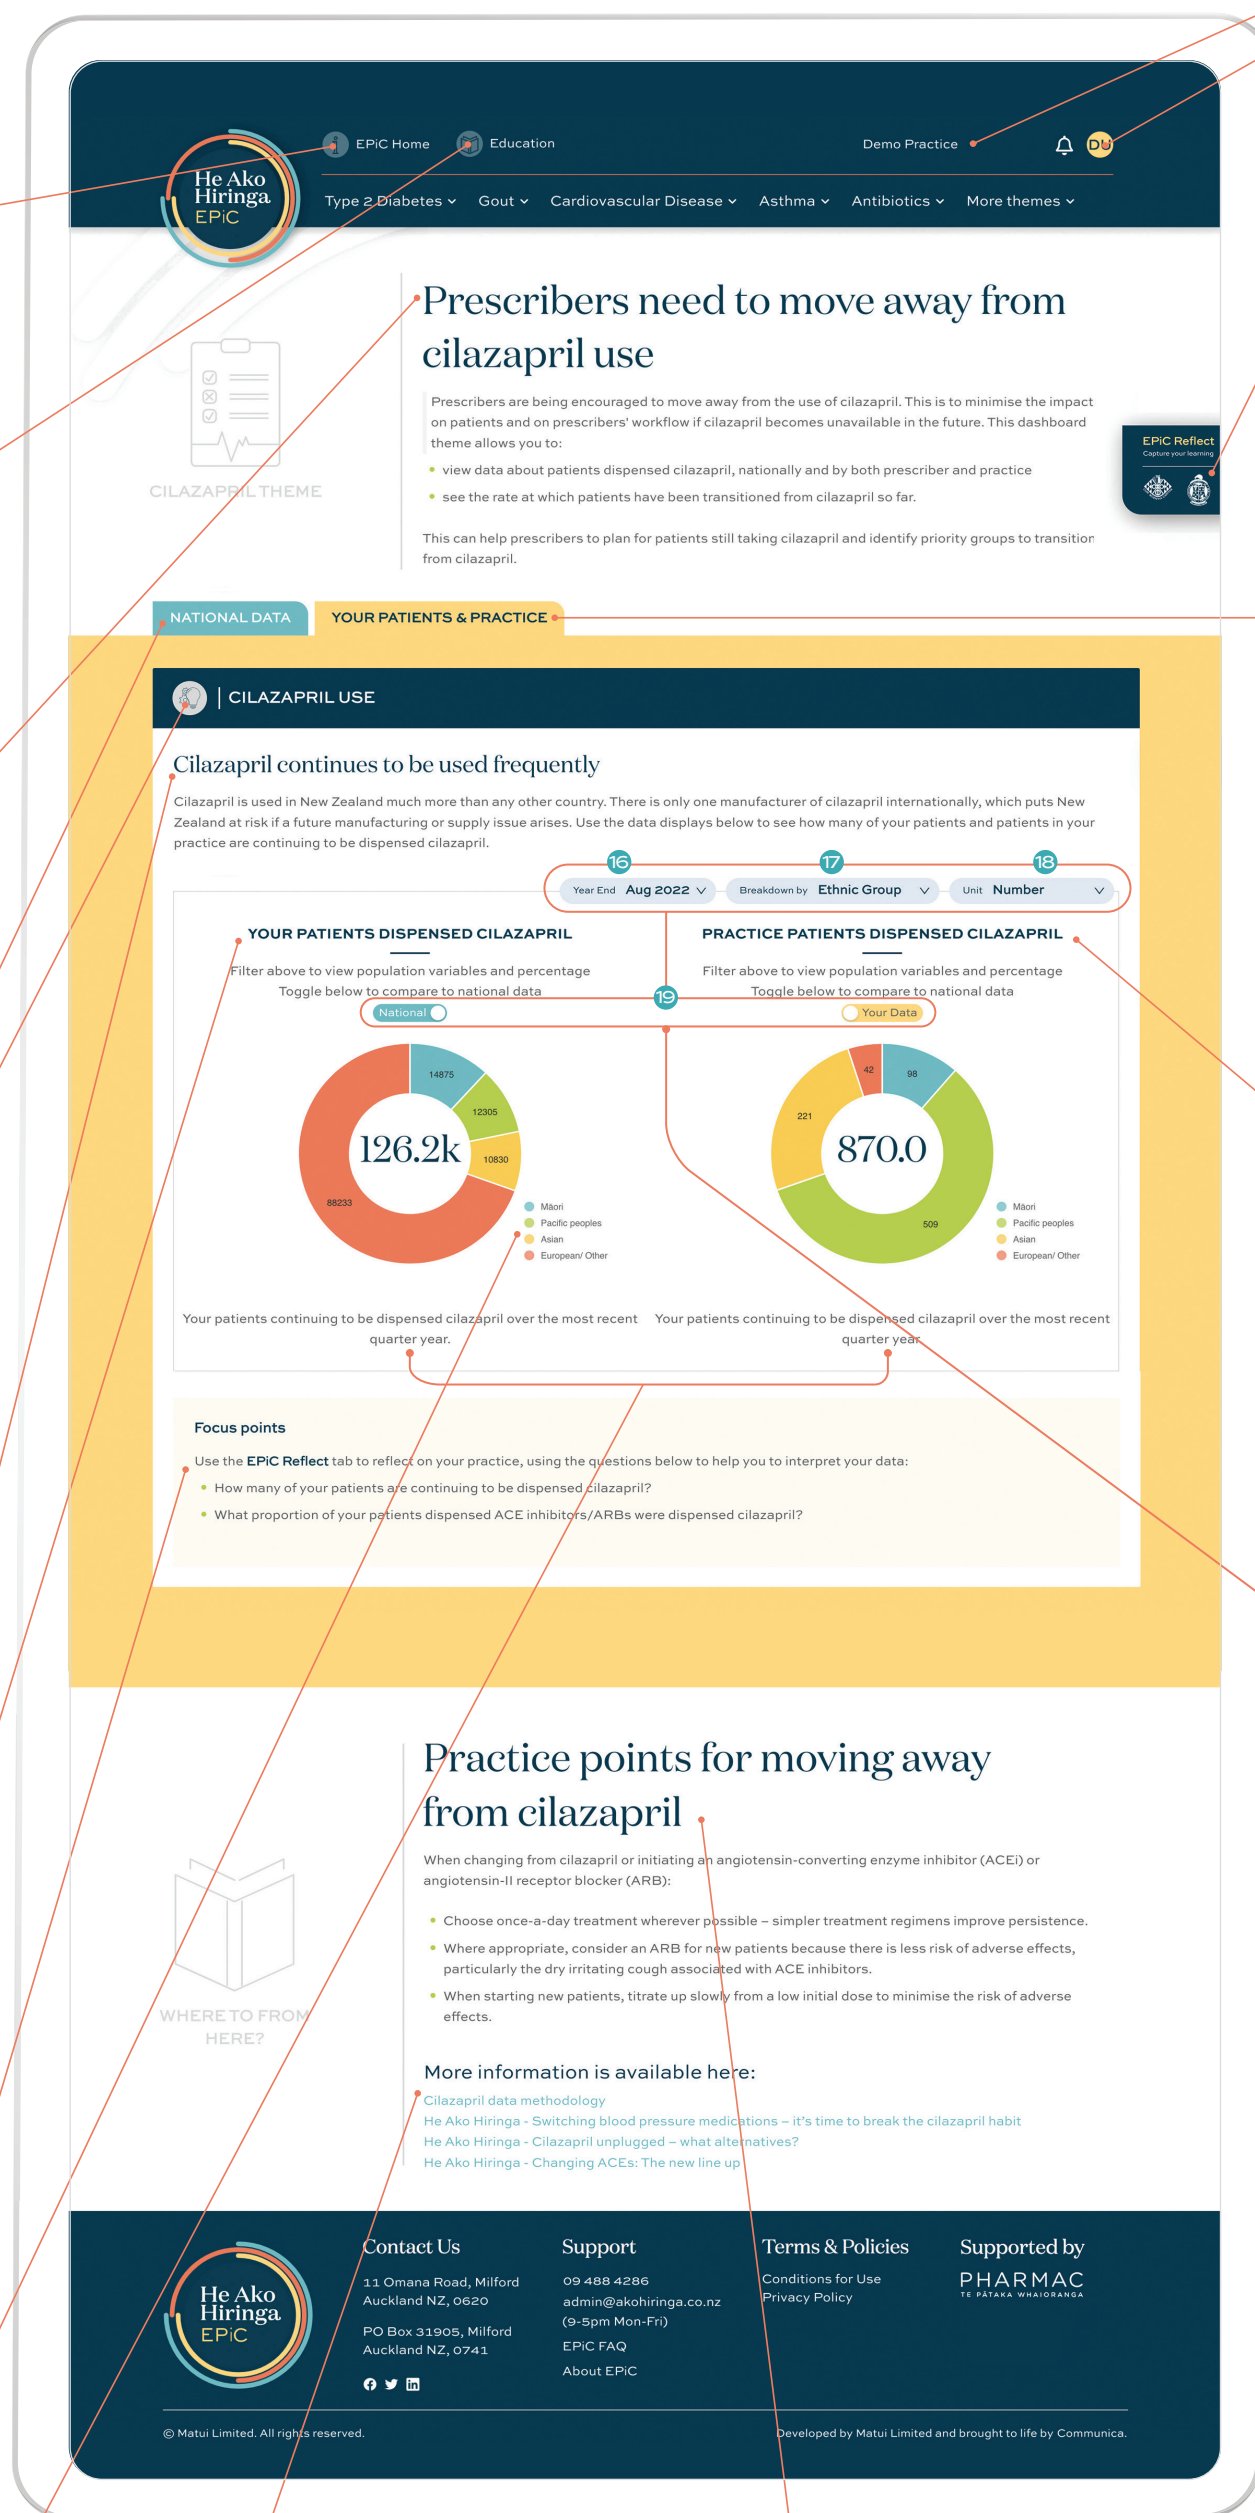 He Ako
Hiringa
EPiC
EPiC Home
Education
Demo Practice
DU
Type 2 Diabetes
Gout
Cardiovascular Disease
Asthma
Antibiotics
More themes
CILAZAPRIL THEME
Prescribers need to move away from
cilazapril use
Prescribers are being encouraged to move away from the use of cilazapril. This is to minimise the impact
on patients and on prescribers' workflow if cilazapril becomes unavailable in the future. This dashboard
theme allows you to:
• view data about patients dispensed cilazapril, nationally and by both prescriber and practice
• see the rate at which patients have been transitioned from cilazapril so far.
This can help prescribers to plan for patients still taking cilazapril and identify priority groups to transition
from cilazapril.
EPiC Reflect
Capture your learning
NATIONAL DATA
YOUR PATIENTS & PRACTICE
CILAZAPRIL USE
Cilazapril continues to be used frequently
Cilazapril is used in New Zealand much more than any other country. There is only one manufacturer of cilazapril internationally, which puts New
Zealand at risk if a future manufacturing or supply issue arises. Use the data displays below to see how many of your patients and patients in your
practice are continuing to be dispensed cilazapril.
16
17
18
Year End Aug 2022
Breakdown by Ethnic Group
Unit Number
YOUR PATIENTS DISPENSED CILAZAPRIL
Filter above to view population variables and percentage
Toggle below to compare to national data
National
19
PRACTICE PATIENTS DISPENSED CILAZAPRIL
Filter above to view population variables and percentage
Toggle below to compare to national data
Your Data
14875
12305
10830
88233
126.2k
Māori
Pacific peoples
Asian
European/ Other
42
98
221
509
870.0
Māori
Pacific peoples
Asian
European/ Other
Your patients continuing to be dispensed cilazapril over the most recent
quarter year.
Your patients continuing to be dispensed cilazapril over the most recent
quarter year.
Focus points
Use the EPiC Reflect tab to reflect on your practice, using the questions below to help you to interpret your data:
• How many of your patients are continuing to be dispensed cilazapril?
• What proportion of your patients dispensed ACE inhibitors/ARBs were dispensed cilazapril?
WHERE TO FROM
HERE?
Practice points for moving away
from cilazapril
When changing from cilazapril or initiating an angiotensin-converting enzyme inhibitor (ACEi) or
angiotensin-II receptor blocker (ARB):
• Choose once-a-day treatment wherever possible – simpler treatment regimens improve persistence.
• Where appropriate, consider an ARB for new patients because there is less risk of adverse effects,
particularly the dry irritating cough associated with ACE inhibitors.
• When starting new patients, titrate up slowly from a low initial dose to minimise the risk of adverse
effects.
More information is available here:
Cilazapril data methodology
He Ako Hiringa - Switching blood pressure medications – it's time to break the cilazapril habit
He Ako Hiringa - Cilazapril unplugged – what alternatives?
He Ako Hiringa - Changing ACEs: The new line up
He Ako
Hiringa
EPiC
Contact Us
11 Omana Road, Milford
Auckland NZ, 0620
PO Box 31905, Milford
Auckland NZ, 0741
Support
09 488 4286
admin@akohiringa.co.nz
(9-5pm Mon-Fri)
EPiC FAQ
About EPiC
Terms & Policies
Conditions for Use
Privacy Policy
Supported by
PHARMAC
TE PĀTAKA WHAIORANGA
© Matui Limited. All rights reserved.
Developed by Matui Limited and brought to life by Communica.